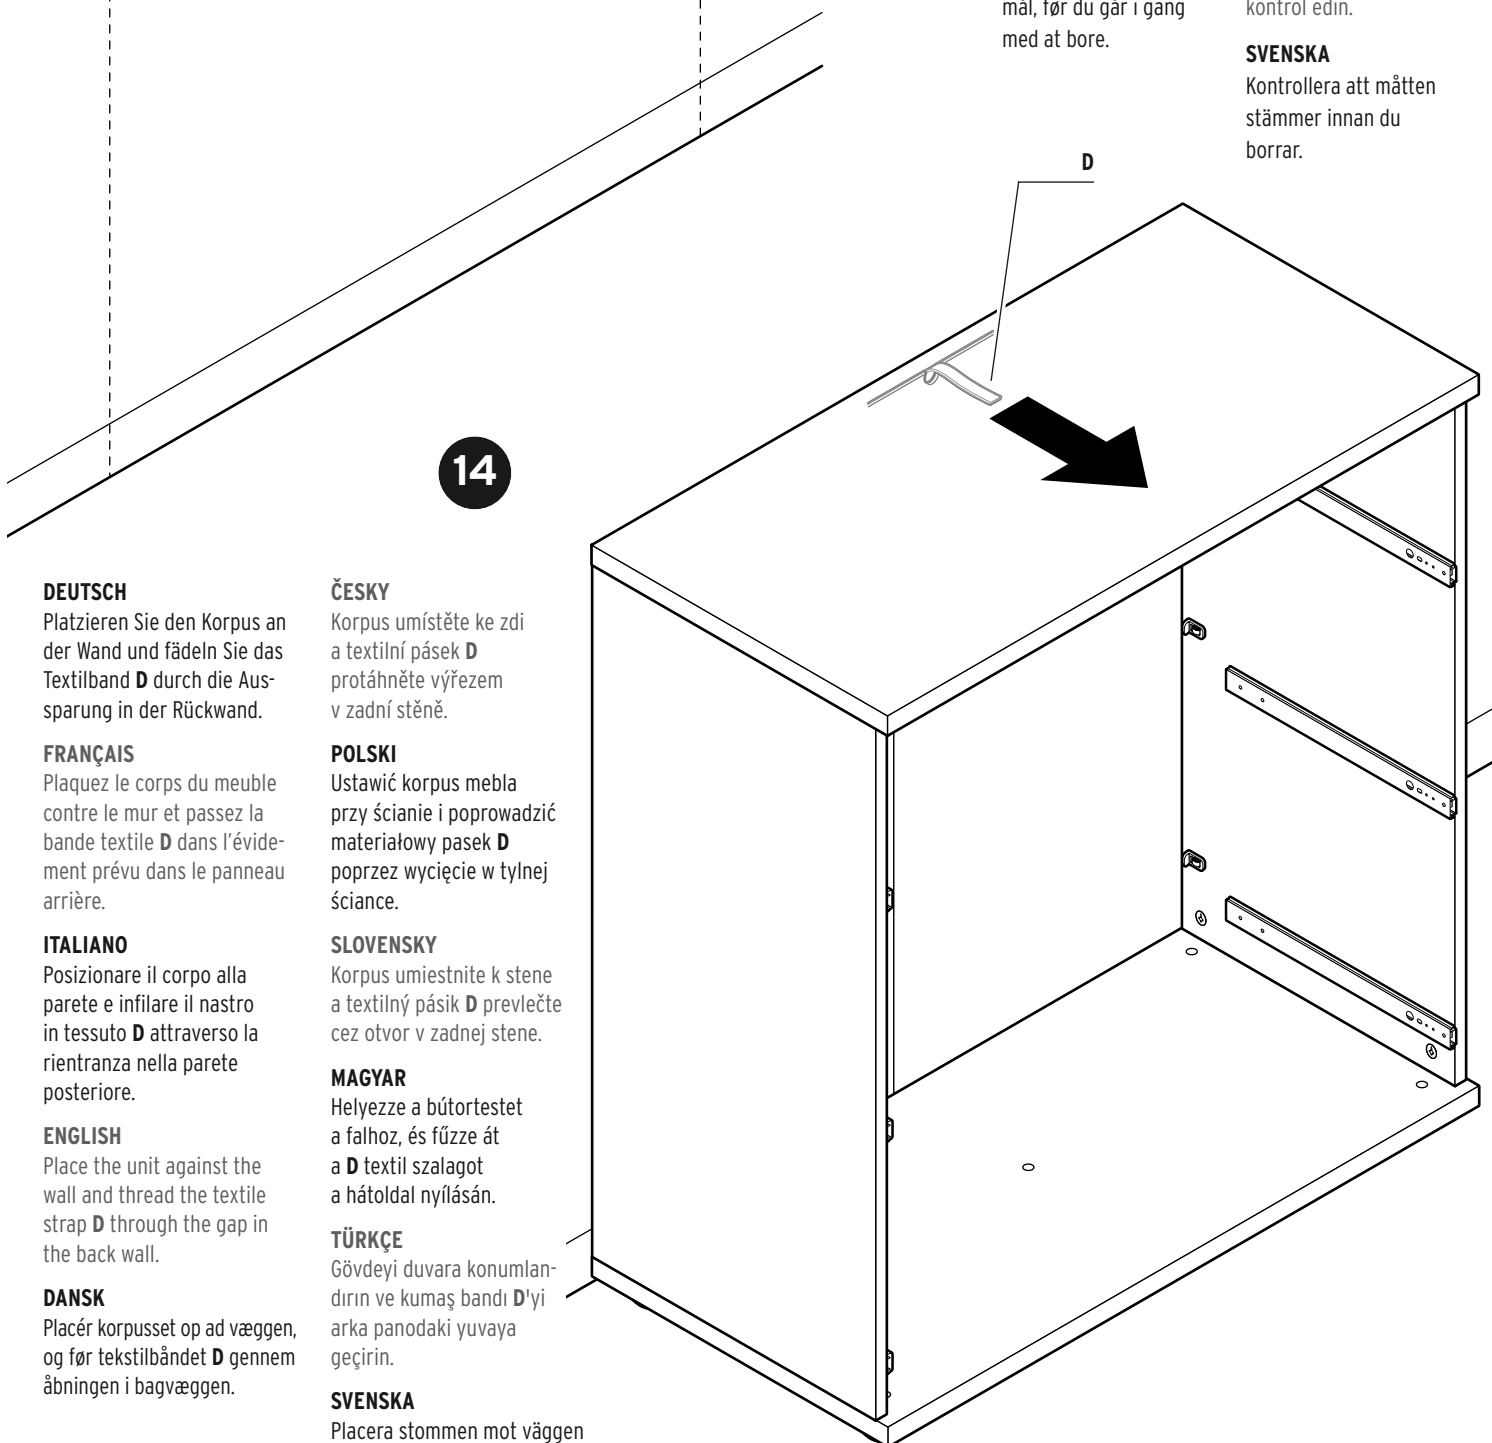 mål, før du går i gang
med at bore.
kontrol edin.
SVENSKA
Kontrollera att måtten
stämmer innan du
borrar.
D
14
DEUTSCH
Platzieren Sie den Korpus an
der Wand und fädeln Sie das
Textilband D durch die Aus-
sparung in der Rückwand.
FRANÇAIS
Plaquez le corps du meuble
contre le mur et passez la
bande textile D dans l'évide-
ment prévu dans le panneau
arrière.
ITALIANO
Posizionare il corpo alla
parete e infilare il nastro
in tessuto D attraverso la
rientranza nella parete
posteriore.
ENGLISH
Place the unit against the
wall and thread the textile
strap D through the gap in
the back wall.
DANSK
Placér korpusset op ad væggen,
og før tekstilbåndet D gennem
åbningen i bagvæggen.
ČESKY
Korpus umístěte ke zdi
a textilní pásek D
protáhněte výřezem
v zadní stěně.
POLSKI
Ustawić korpus mebla
przy ścianie i poprowadzić
materiałowy pasek D
poprzez wycięcie w tylnej
ściance.
SLOVENSKY
Korpus umiestnite k stene
a textilný pásik D prevlečte
cez otvor v zadnej stene.
MAGYAR
Helyezze a bútortestet
a falhoz, és fűzze át
a D textil szalagot
a hátoldal nyílásán.
TÜRKÇE
Gövdeyi duvara konumlan-
dırın ve kumaş bandı D'yi
arka panodaki yuvaya
geçirin.
SVENSKA
Placera stommen mot väggen